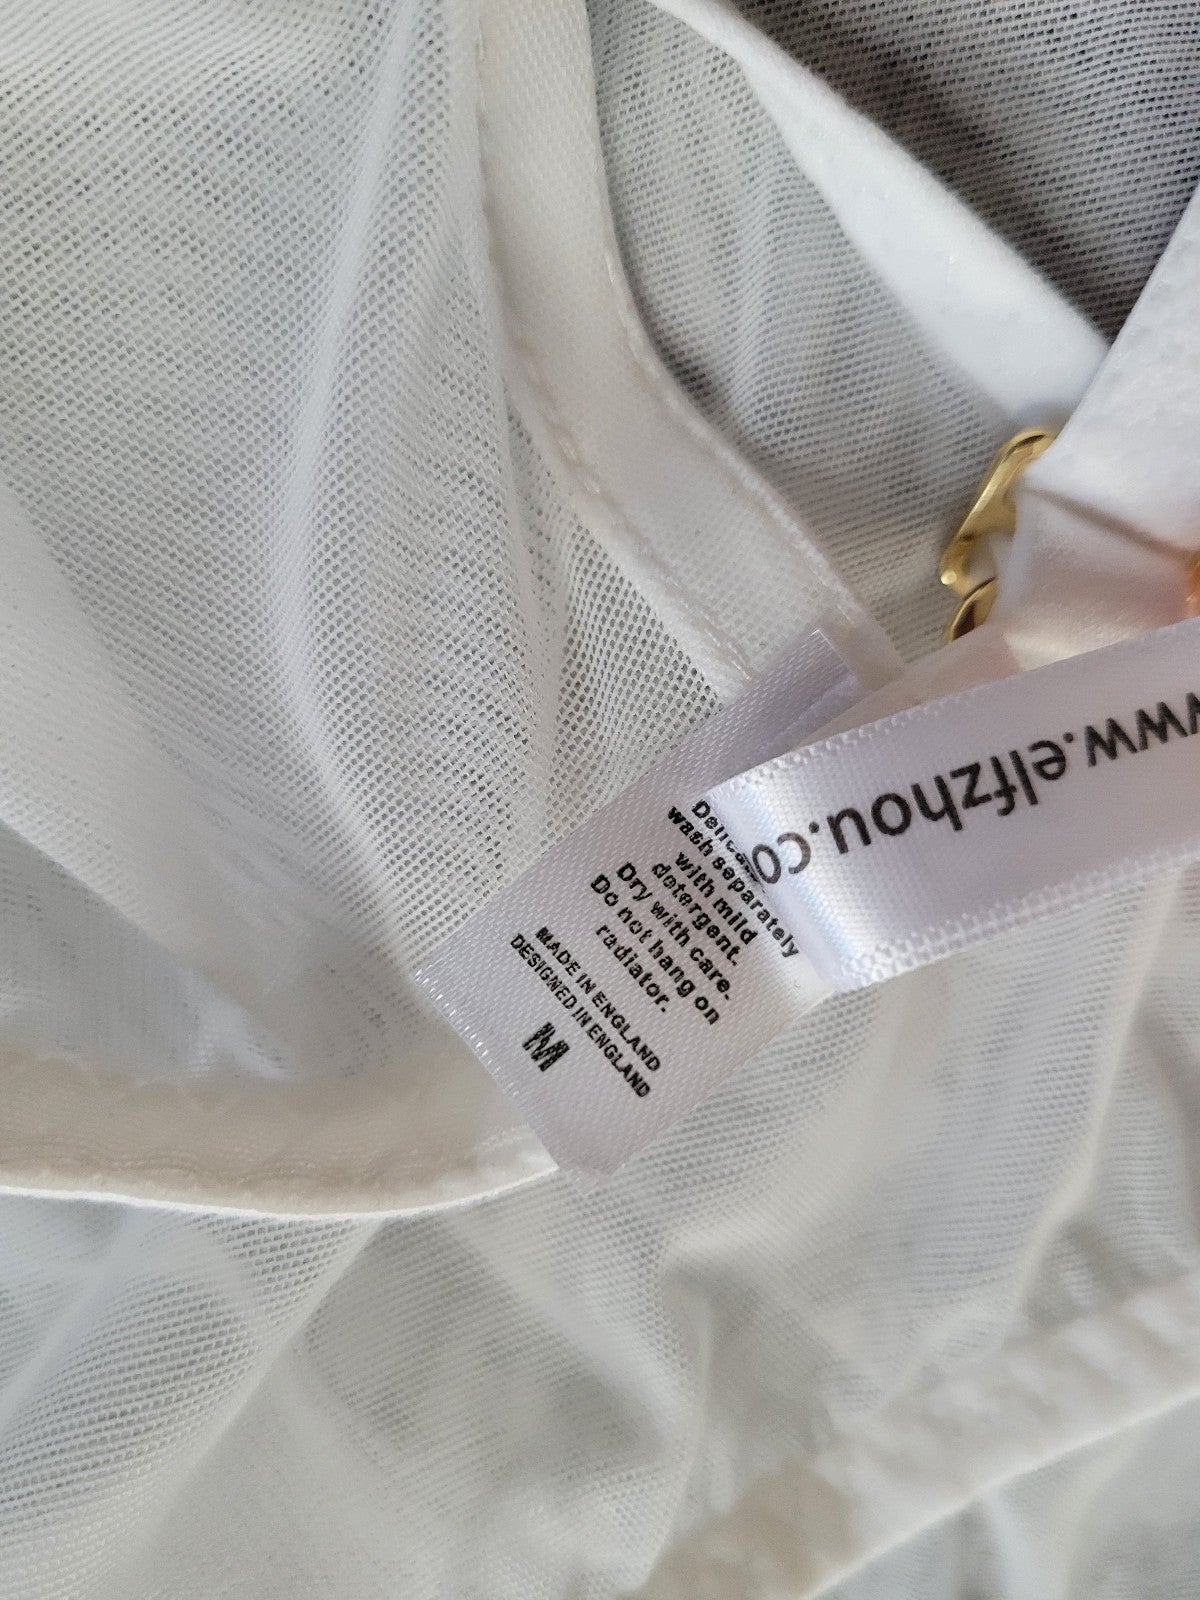 www.elfzhou.co
Delicate
wash separately
with mild
detergent.
Dry with care.
Do not hang on
radiator.
MADE IN ENGLAND
DESIGNED IN ENGLAND
M